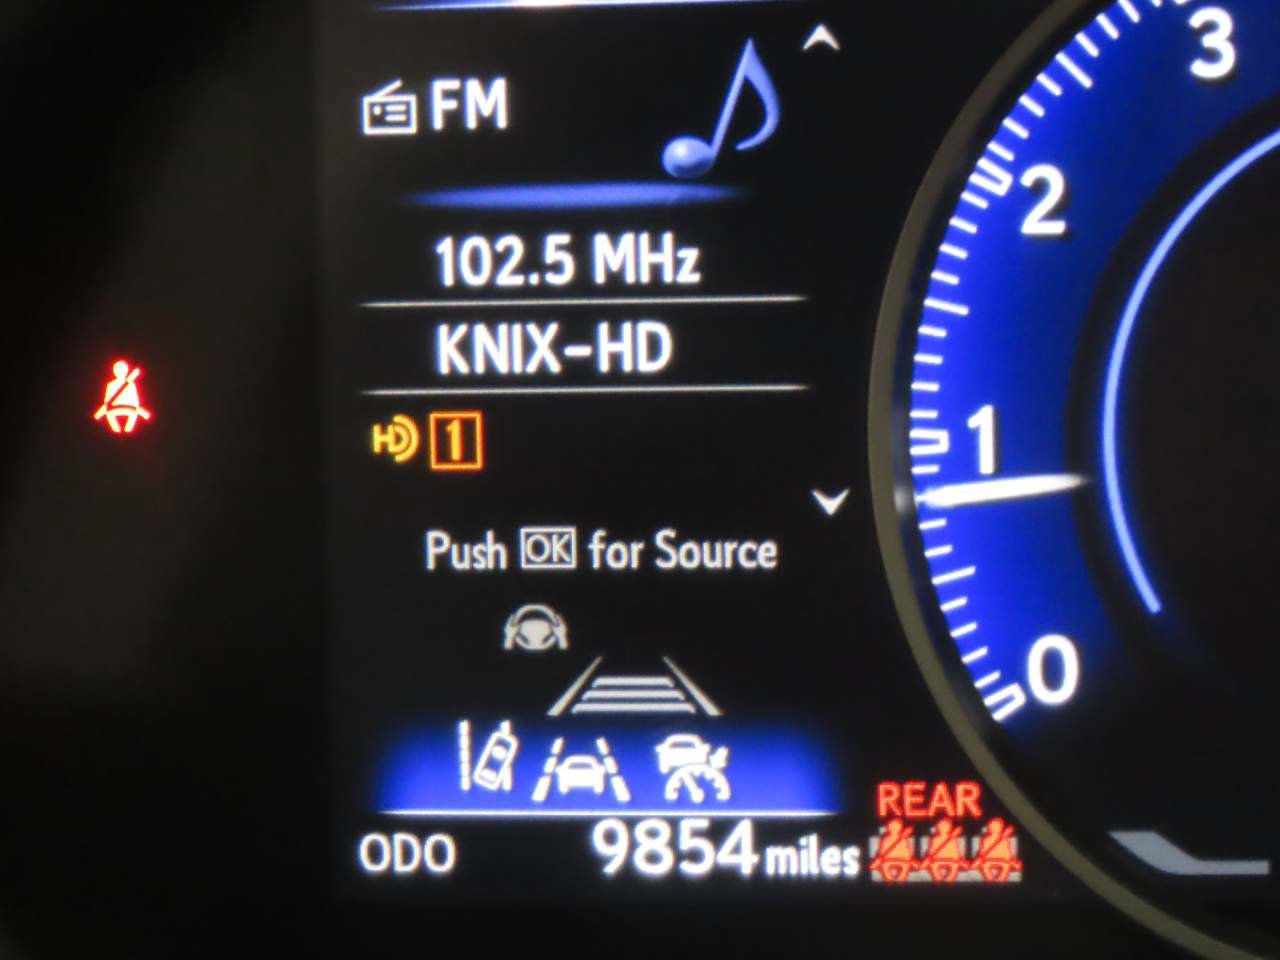 FM
102.5 MHz
KNIX-HD
HD 1
Push OK for Source
ODO 9854 miles
REAR
3
2
1
0